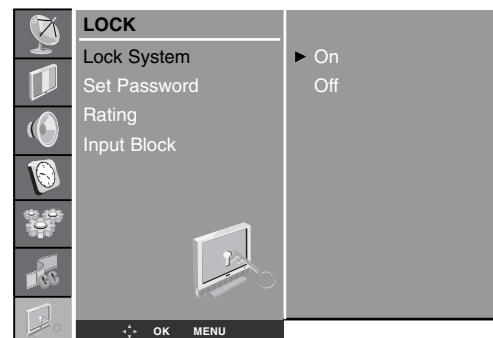 LOCK
Lock System
Set Password
Rating
Input Block
On
Off
OK MENU